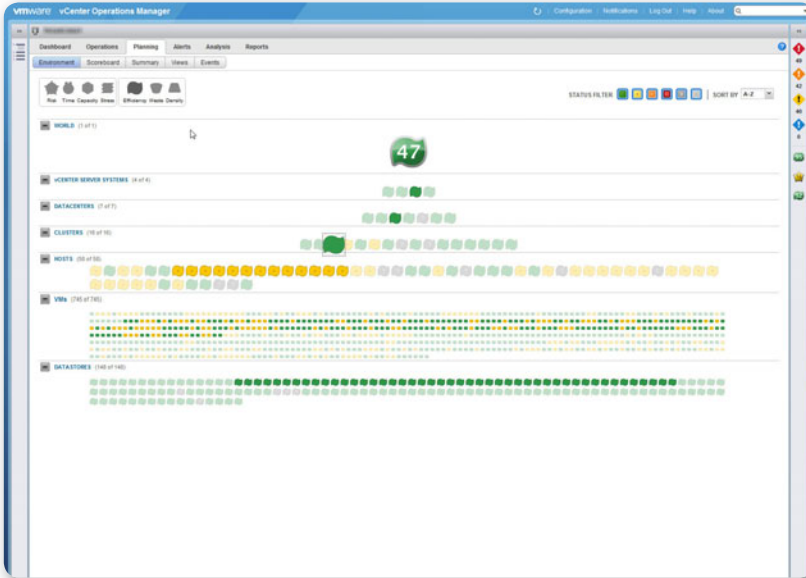 vmware vCenter Operations Manager
Configuration | Notifications | Log Out | Help | About
Dashboard Operations Planning Alerts Analysis Reports
Environment Scoreboard Summary Views Events
Risk Time Capacity Stress Efficiency Waste Density
STATUS FILTER SORT BY A-Z
WORLD (1 of 1)
47
vCENTER SERVER SYSTEMS (4 of 4)
DATACENTERS (7 of 7)
CLUSTERS (16 of 16)
HOSTS
VMs (745 of 745)
DATASTORES (148 of 148)
42